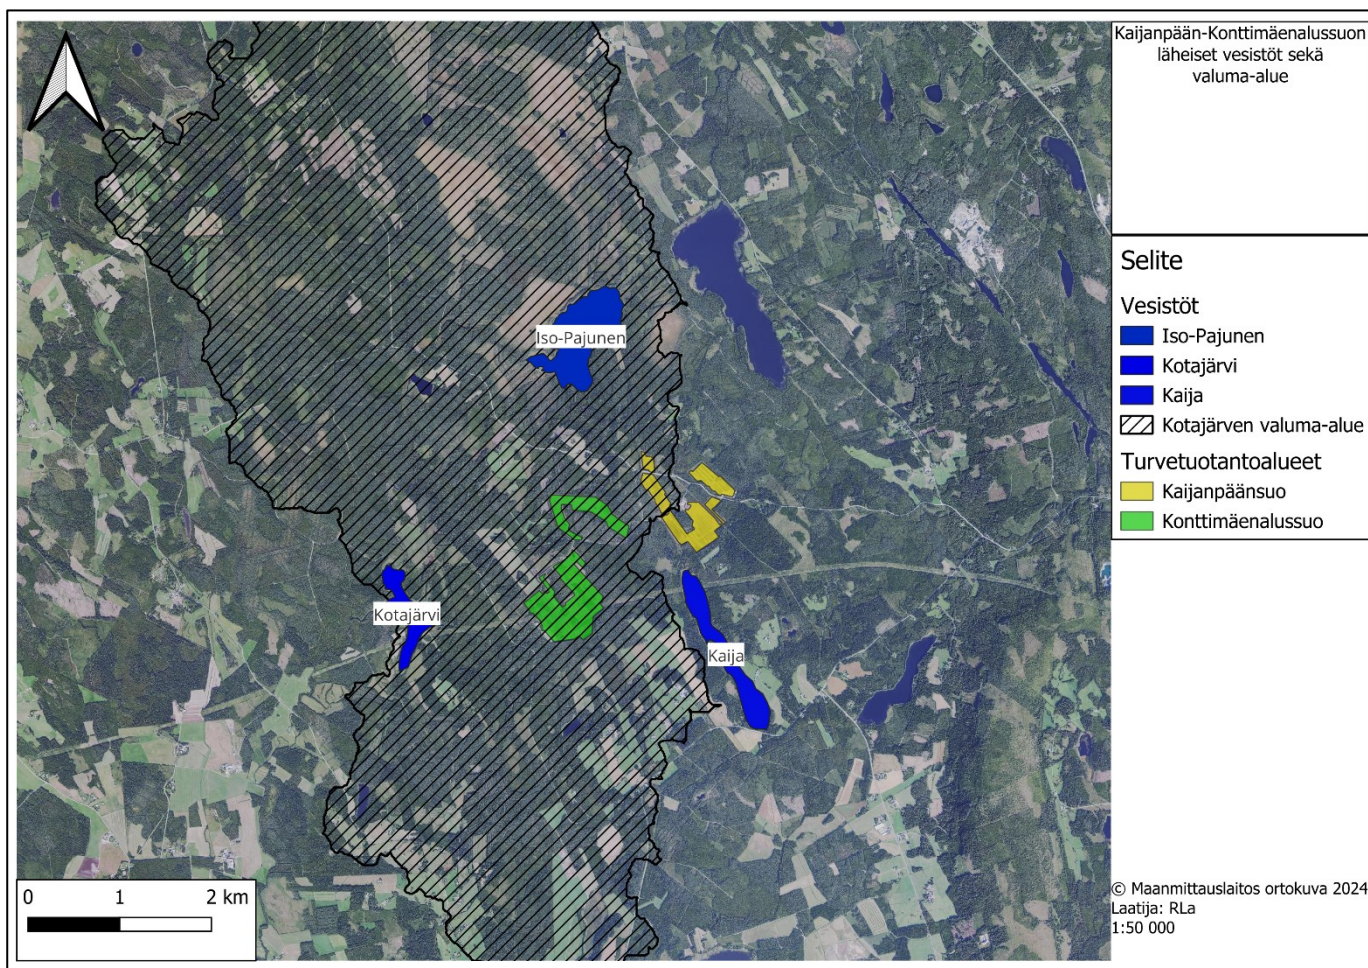 Kaijanpään-Konttimäenalussuon
läheiset vesistöt sekä
valuma-alue
Iso-Pajunen
Kotajärvi
Kaija
Selite
Vesistöt
Iso-Pajunen
Kotajärvi
Kaija
Kotajärven valuma-alue
Turvetuotantoalueet
Kaijanpäänsuo
Konttimäenalussuo
0 1 2 km
© Maanmittauslaitos ortokuva 2024
Laatija: RLa
1:50 000